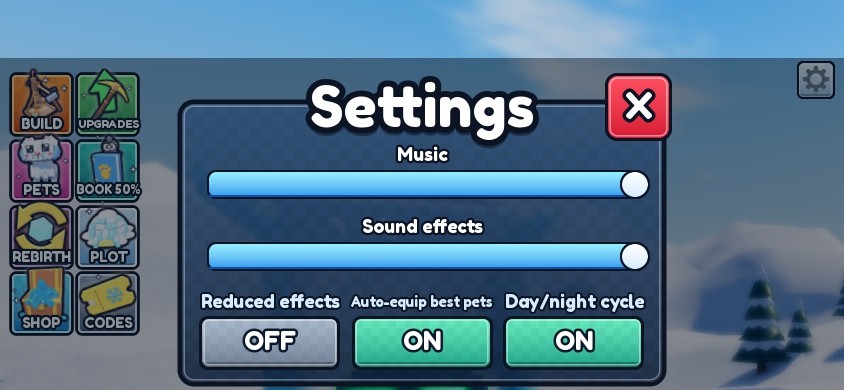 Settings
Music
Sound effects
Reduced effects
Auto-equip best pets
Day/night cycle
OFF
ON
ON
BUILD
UPGRADES
PETS
BOOK 50%
REBIRTH
PLOT
SHOP
CODES